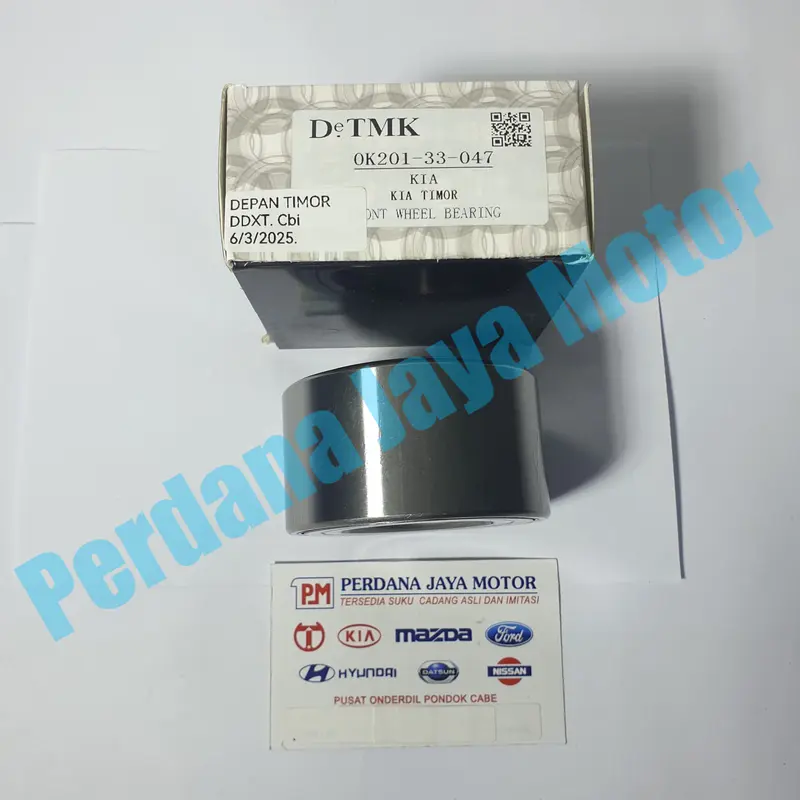 DeTMK
0K201-33-047
KIA
KIA TIMOR
ONT WHEEL BEARING
DEPAN TIMOR
DDXT. Cbi
6/3/2025.
Perdana Jaya Motor
PJM PERDANA JAYA MOTOR
TERSEDIA SUKU CADANG ASLI DAN IMITASI
KIA mazda Ford
HYUNDAI DATSUN NISSAN
PUSAT ONDERDIL PONDOK CABE